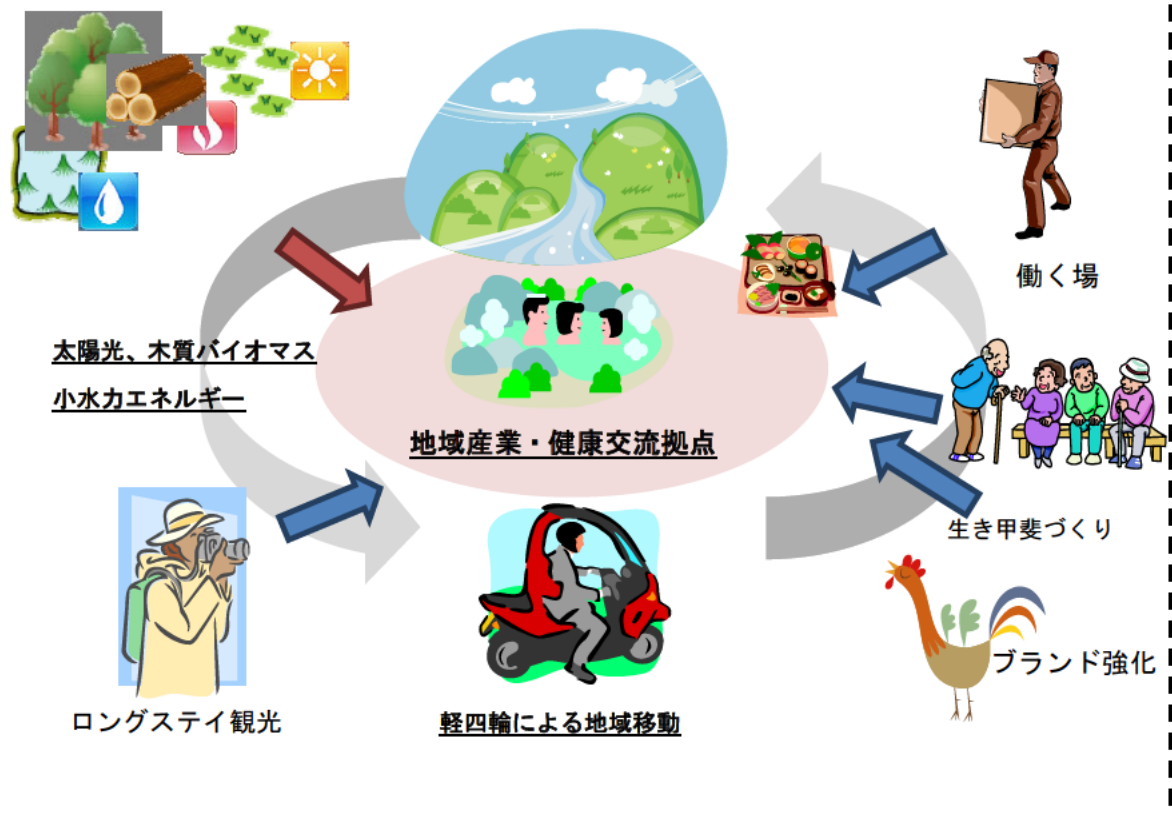 働く場
太陽光、木質バイオマス
小水力エネルギー
地域産業・健康交流拠点
生き甲斐づくり
ブランド強化
ロングステイ観光
軽四輪による地域移動